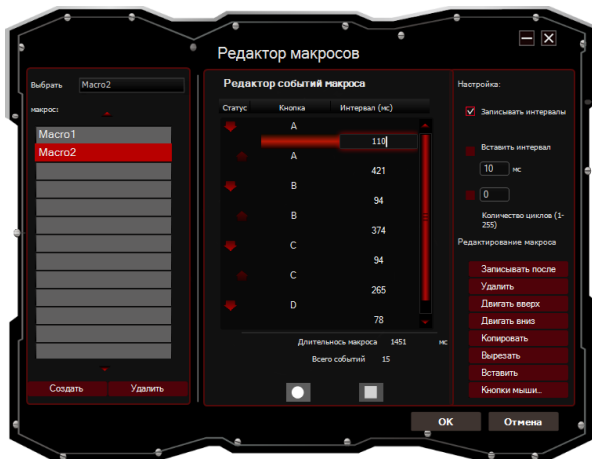 Редактор макросов
Выбрать Macro2
макрос:
Macro1
Macro2
Создать Удалить
Редактор событий макроса
Статус Кнопка Интервал (мс)
A
110
A
421
B
94
B
374
C
94
C
265
D
78
Длительнось макроса 1451 мс
Всего событий 15
Настройка:
Записывать интервалы
Вставить интервал
10 мс
0
Количество циклов (1-
255)
Редактирование макроса
Записывать после
Удалить
Двигать вверх
Двигать вниз
Копировать
Вырезать
Вставить
Кнопки мыши...
OK Отмена